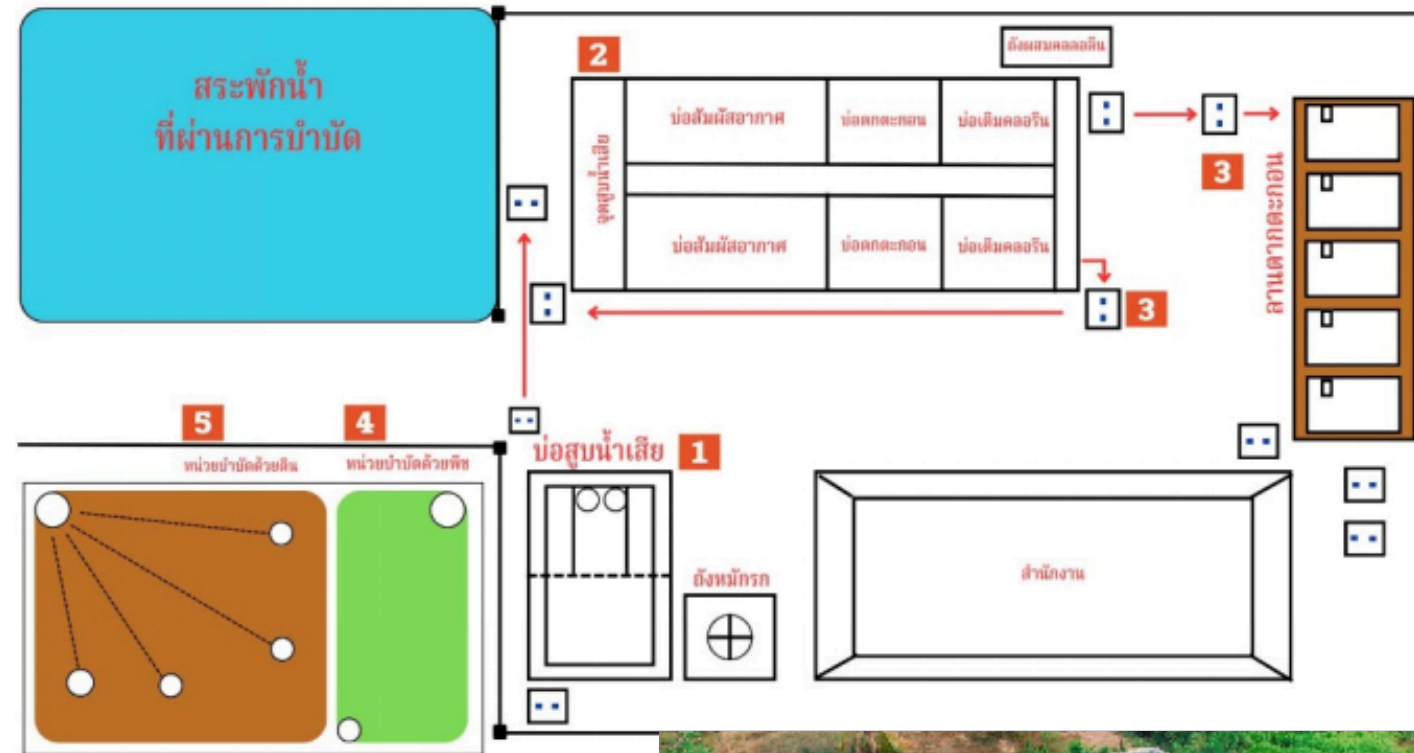 สระพักน้ำ
ที่ผ่านการบำบัด
2
ถังผสมคลอลีน
จุดสูบน้ำเสีย
บ่อสัมผัสอากาศ
บ่อตกตะกอน
บ่อเติมคลอรีน
บ่อสัมผัสอากาศ
บ่อตกตะกอน
บ่อเติมคลอรีน
3
3
ลานตากตะกอน
5
4
หน่วยบำบัดด้วยดิน
หน่วยบำบัดด้วยพืช
บ่อสูบน้ำเสีย
1
ถังหมักรก
สำนักงาน